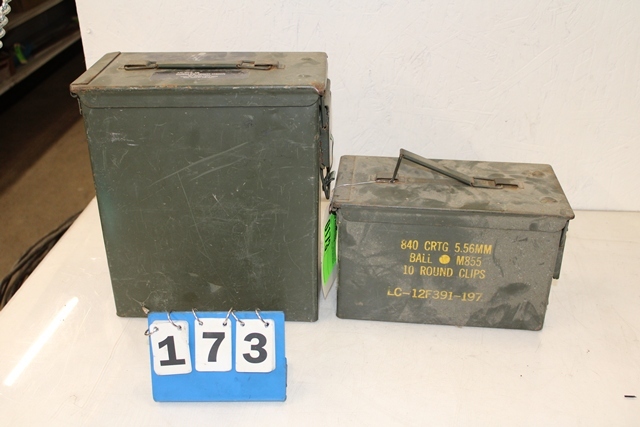 840 CRTG 5.56MM
BALL M855
10 ROUND CLIPS
LC-12F391-197
173